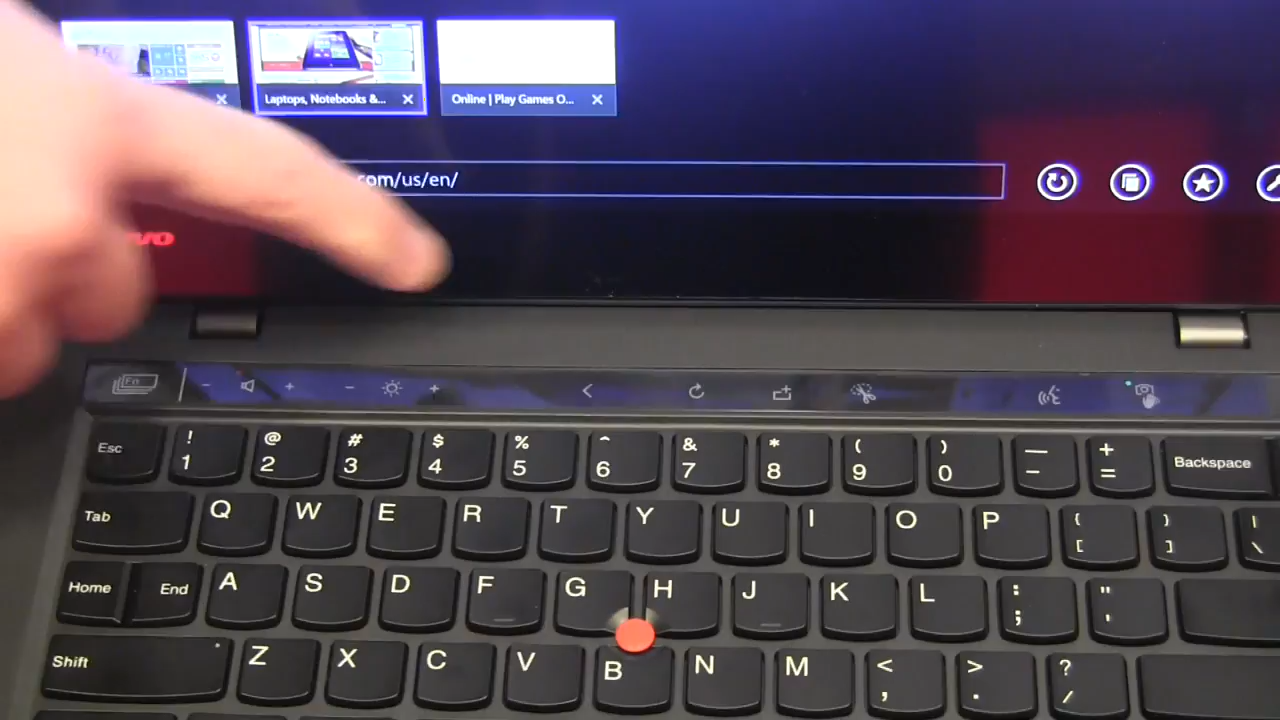 Laptops, Notebooks &...
Online | Play Games O...
com/us/en/
Fn
Esc ! 1 @ 2 # 3 $ 4 % 5 ^ 6 & 7 * 8 ( 9 ) 0 — - + = Backspace
Tab Q W E R T Y U I O P { [ } ] | \
Home End A S D F G H J K L : ; " '
Shift Z X C V B N M < , > . ? /